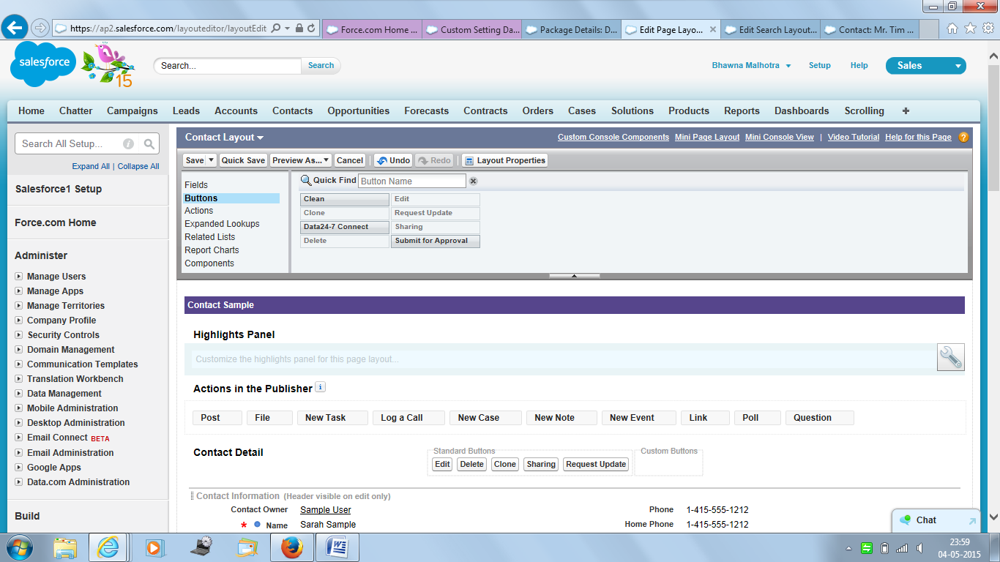 https://ap2.salesforce.com/layouteditor/layoutEdit
Force.com Home ...
Custom Setting Da...
Package Details: D...
Edit Page Layo...
Edit Search Layout...
Contact: Mr. Tim ...
salesforce
15
Search...
Search
Bhawna Malhotra
Setup
Help
Sales
Home
Chatter
Campaigns
Leads
Accounts
Contacts
Opportunities
Forecasts
Contracts
Orders
Cases
Solutions
Products
Reports
Dashboards
Scrolling
+
Search All Setup...
Expand All | Collapse All
Salesforce1 Setup
Force.com Home
Administer
Manage Users
Manage Apps
Manage Territories
Company Profile
Security Controls
Domain Management
Communication Templates
Translation Workbench
Data Management
Mobile Administration
Desktop Administration
Email Connect BETA
Email Administration
Google Apps
Data.com Administration
Build
Contact Layout
Custom Console Components
Mini Page Layout
Mini Console View
|
Video Tutorial
Help for this Page
?
Save
Quick Save
Preview As...
Cancel
Undo
Redo
Layout Properties
Fields
Buttons
Actions
Expanded Lookups
Related Lists
Report Charts
Components
Quick Find
Button Name
Clean
Edit
Clone
Request Update
Data24-7 Connect
Sharing
Delete
Submit for Approval
Contact Sample
Highlights Panel
Customize the highlights panel for this page layout...
Actions in the Publisher i
Post
File
New Task
Log a Call
New Case
New Note
New Event
Link
Poll
Question
Contact Detail
Standard Buttons
Edit
Delete
Clone
Sharing
Request Update
Custom Buttons
Contact Information (Header visible on edit only)
Contact Owner
Sample User
Phone
1-415-555-1212
* Name
Sarah Sample
Home Phone
1-415-555-1212
Chat
23:59
04-05-2015